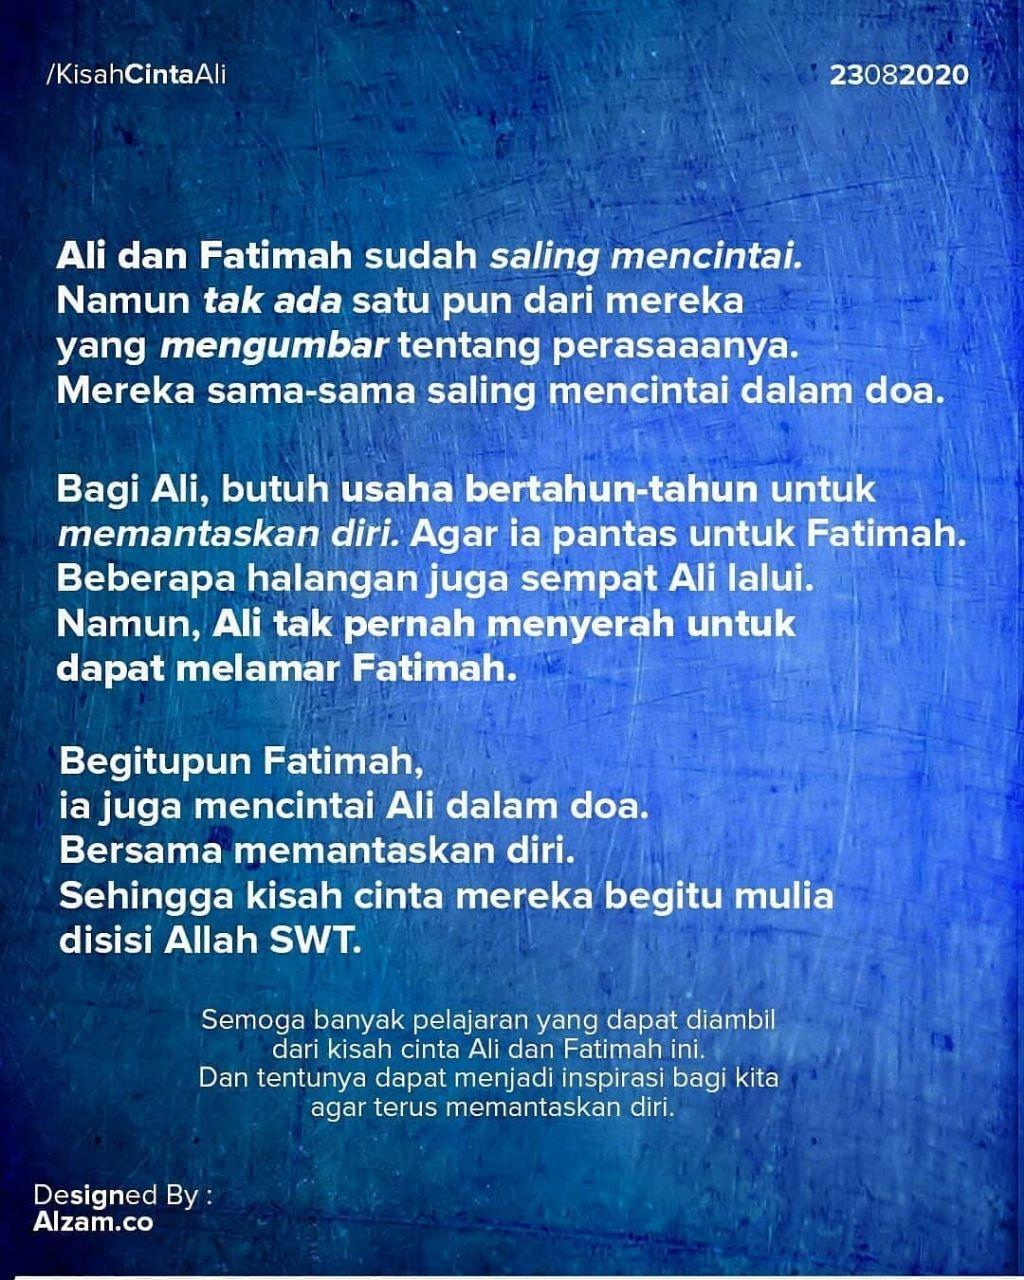 /KisahCintaAli
23082020
Ali dan Fatimah sudah saling mencintai.
Namun tak ada satu pun dari mereka
yang mengumbar tentang perasaaanya.
Mereka sama-sama saling mencintai dalam doa.
Bagi Ali, butuh usaha bertahun-tahun untuk
memantaskan diri. Agar ia pantas untuk Fatimah.
Beberapa halangan juga sempat Ali lalui.
Namun, Ali tak pernah menyerah untuk
dapat melamar Fatimah.
Begitupun Fatimah,
ia juga mencintai Ali dalam doa.
Bersama memantaskan diri.
Sehingga kisah cinta mereka begitu mulia
disisi Allah SWT.
Semoga banyak pelajaran yang dapat diambil
dari kisah cinta Ali dan Fatimah ini.
Dan tentunya dapat menjadi inspirasi bagi kita
agar terus memantaskan diri.
Designed By :
Alzam.co